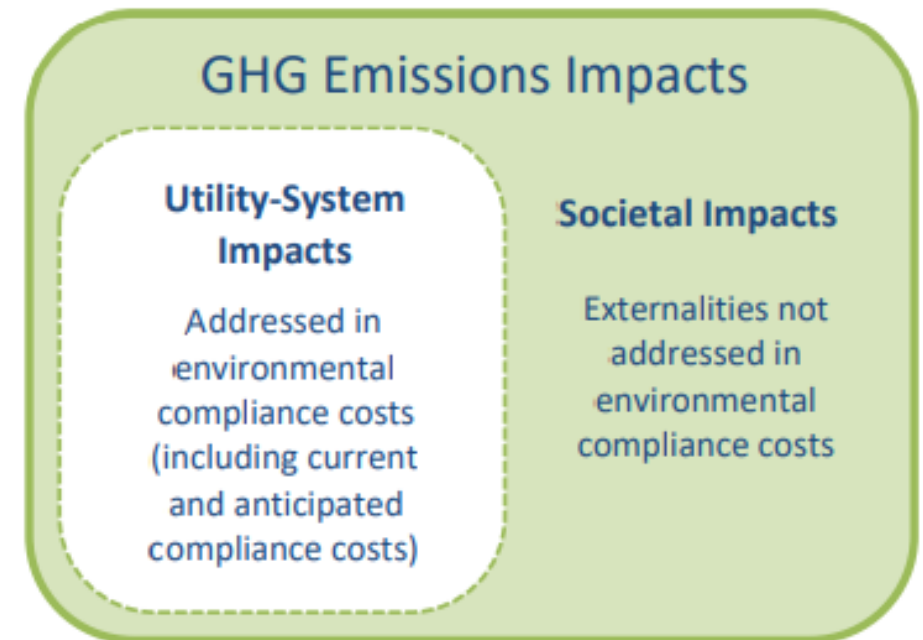 GHG Emissions Impacts
Utility-System
Impacts
Addressed in
environmental
compliance costs
(including current
and anticipated
compliance costs)
Societal Impacts
Externalities not
addressed in
environmental
compliance costs